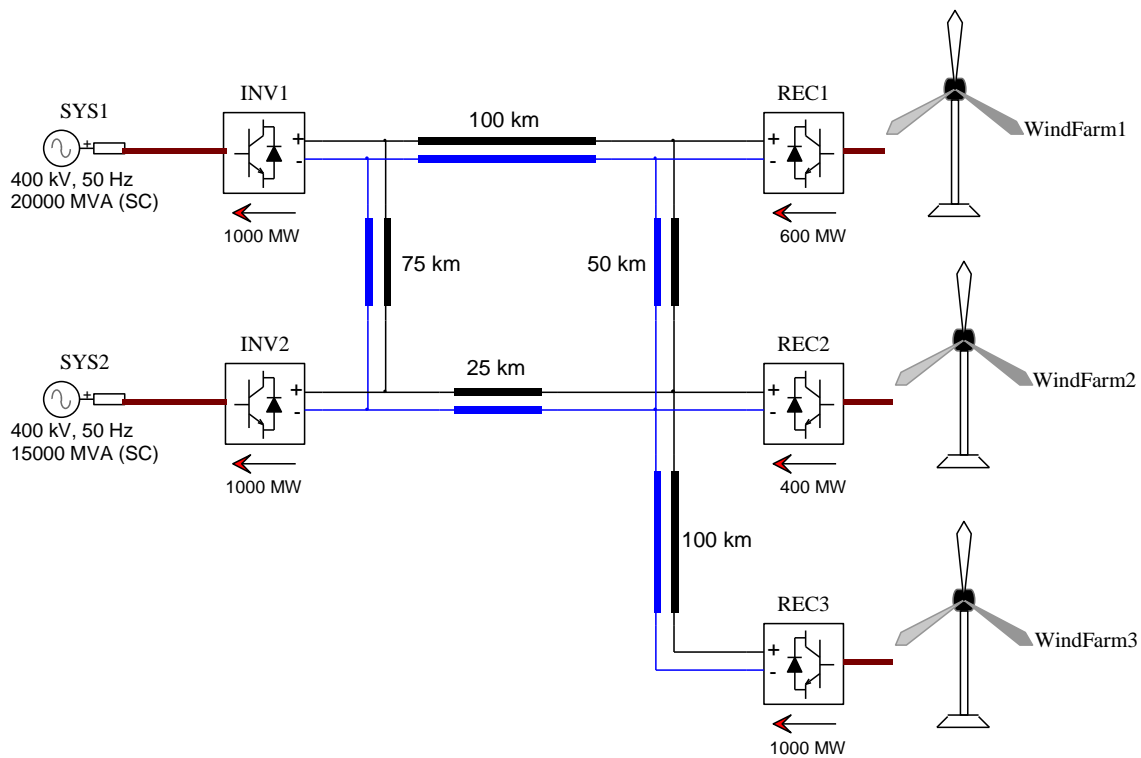 INV1
REC1
SYS1
100 km
WindFarm1
+
+
+
-
-
400 kV, 50 Hz
20000 MVA (SC)
1000 MW
600 MW
75 km
50 km
INV2
REC2
SYS2
25 km
WindFarm2
+
+
+
-
-
400 kV, 50 Hz
15000 MVA (SC)
1000 MW
400 MW
100 km
REC3
WindFarm3
+
-
1000 MW